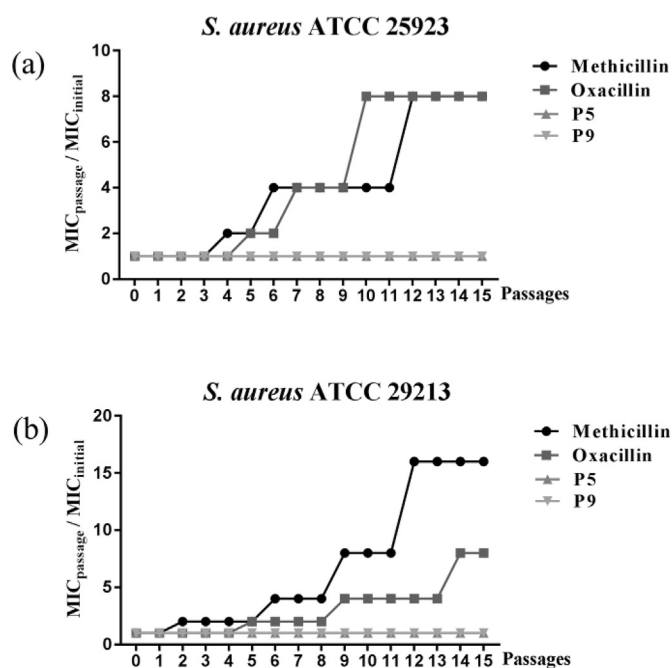 S. aureus ATCC 25923
(a)
MICpassage / MICinitial
10
8
6
4
2
0
0 1 2 3 4 5 6 7 8 9 10 11 12 13 14 15 Passages
Methicillin
Oxacillin
P5
P9
S. aureus ATCC 29213
(b)
MICpassage / MICinitial
20
15
10
5
0
0 1 2 3 4 5 6 7 8 9 10 11 12 13 14 15 Passages
Methicillin
Oxacillin
P5
P9